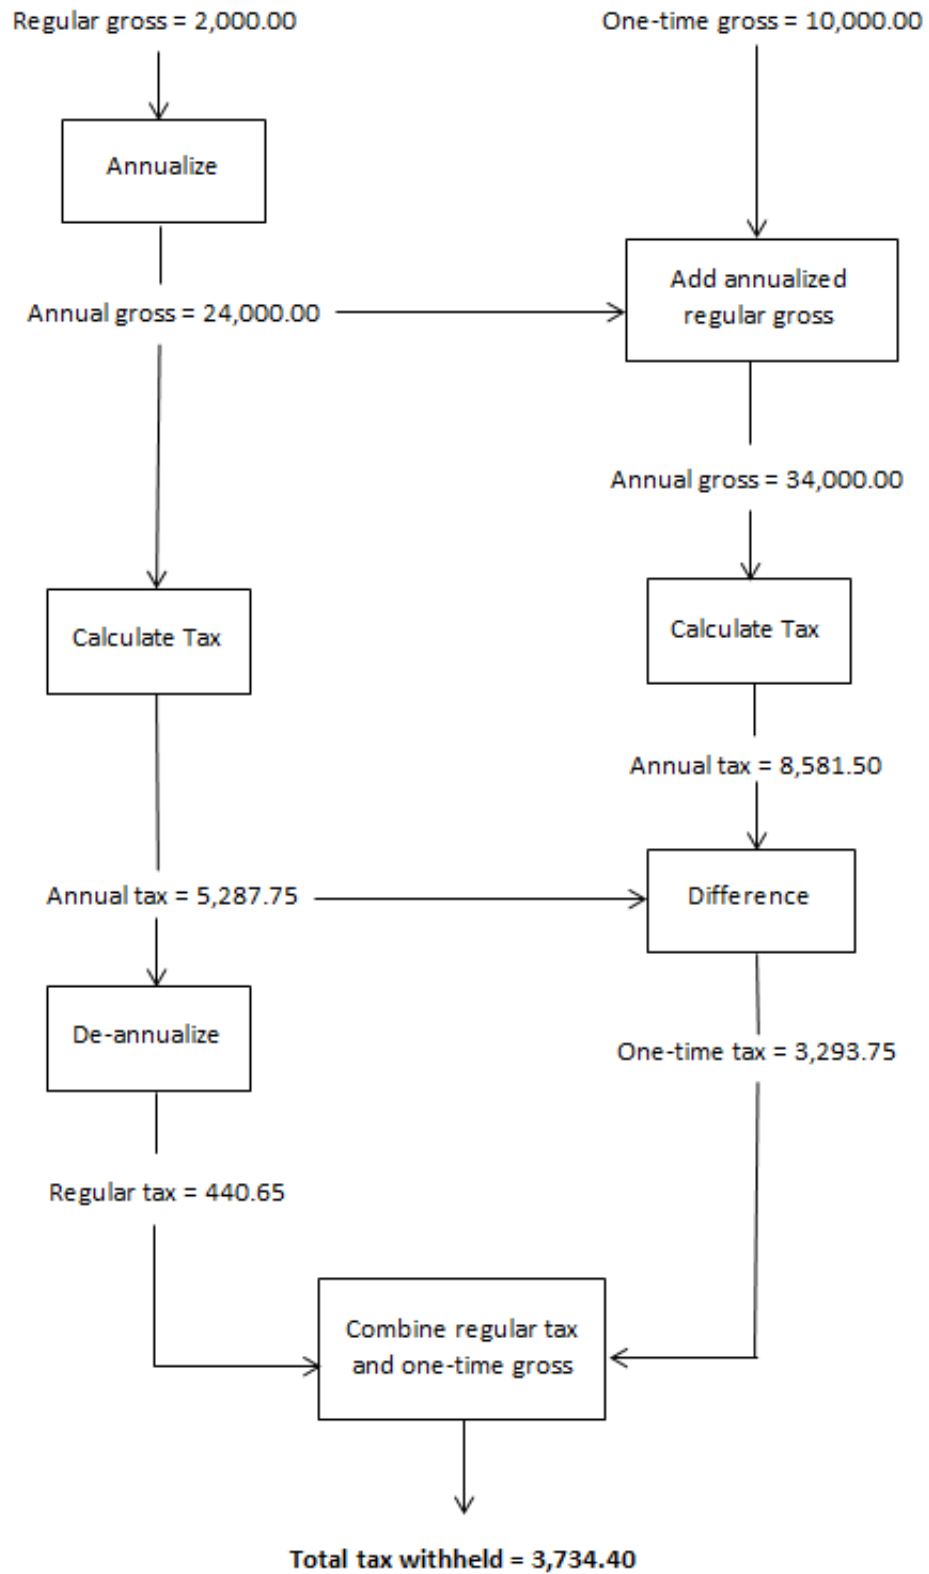 Regular gross = 2,000.00
One-time gross = 10,000.00
Annualize
Add annualized
regular gross
Annual gross = 24,000.00
Annual gross = 34,000.00
Calculate Tax
Calculate Tax
Annual tax = 8,581.50
Annual tax = 5,287.75
Difference
De-annualize
One-time tax = 3,293.75
Regular tax = 440.65
Combine regular tax
and one-time gross
Total tax withheld = 3,734.40